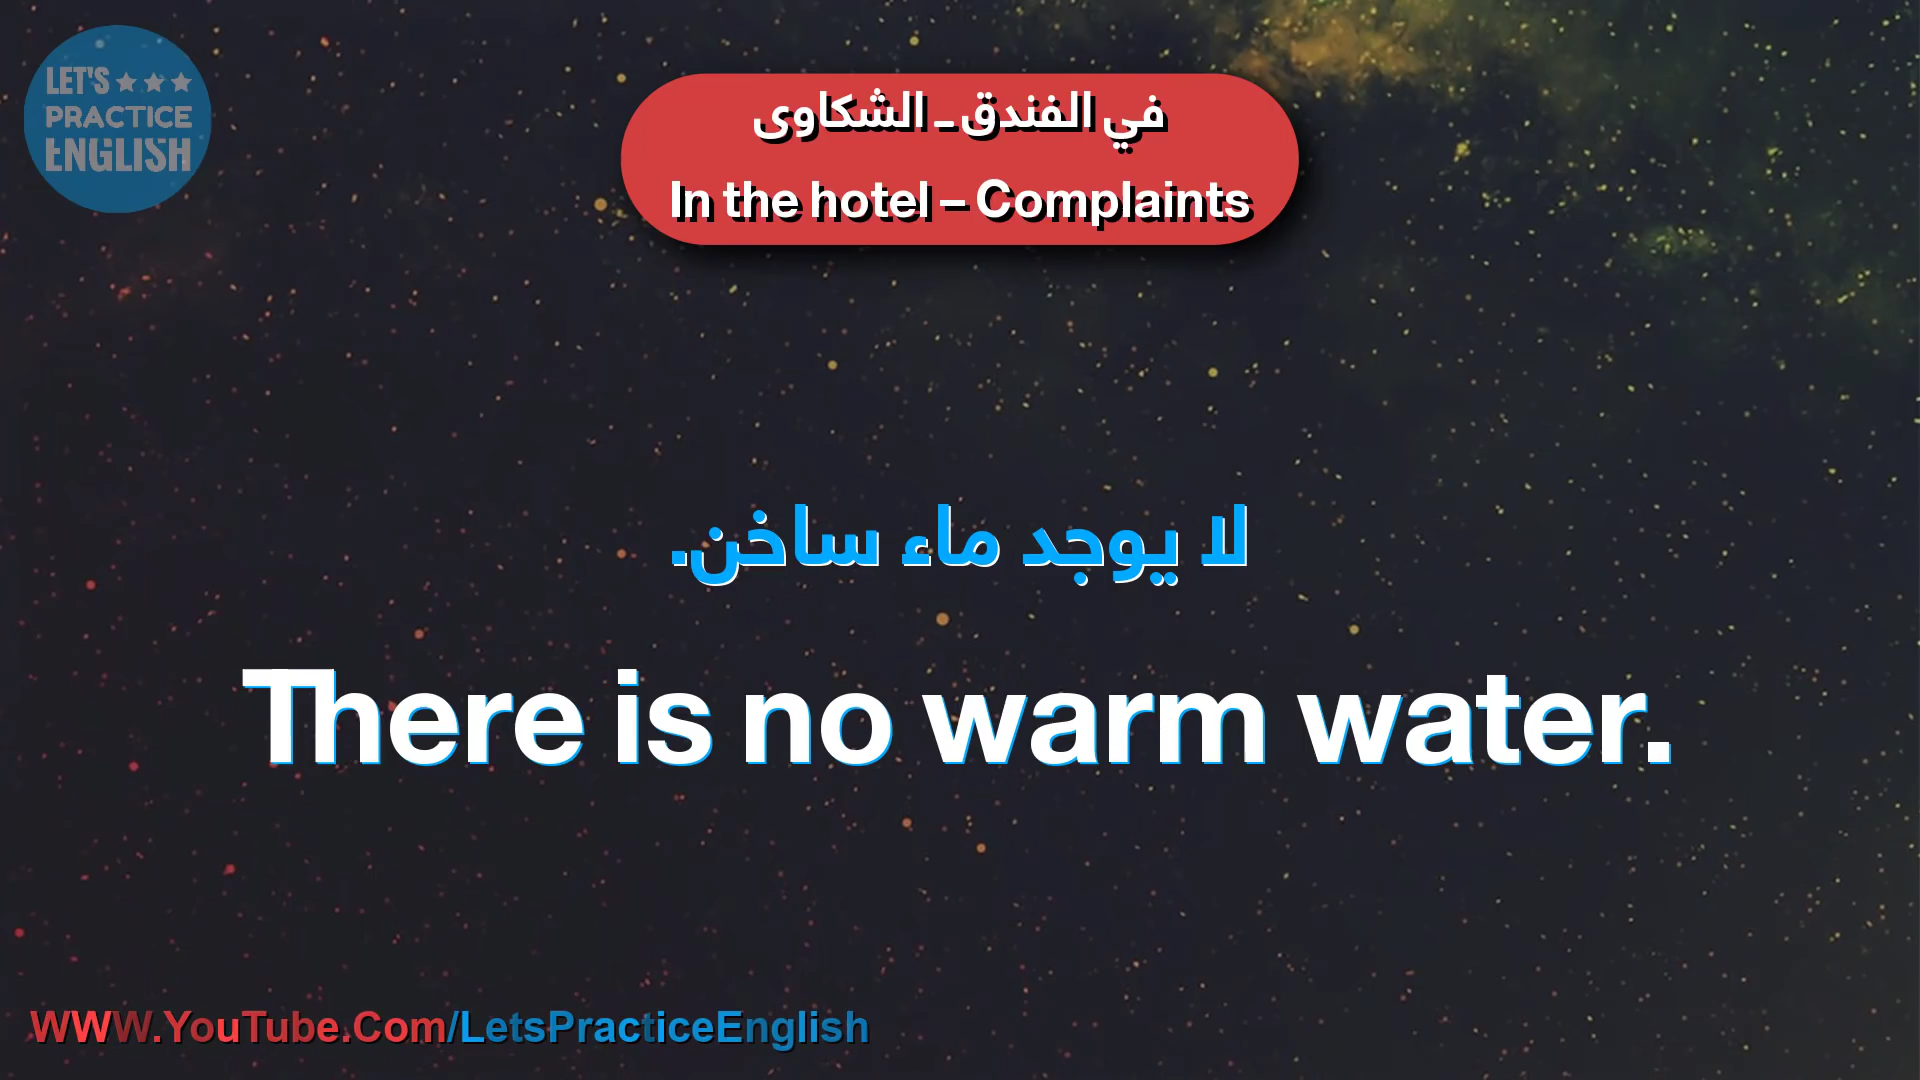 LET'S
PRACTICE
ENGLISH
في الفندق ـ الشكاوى
In the hotel – Complaints
لا يوجد ماء ساخن.
There is no warm water.
WWW.YouTube.Com/LetsPracticeEnglish